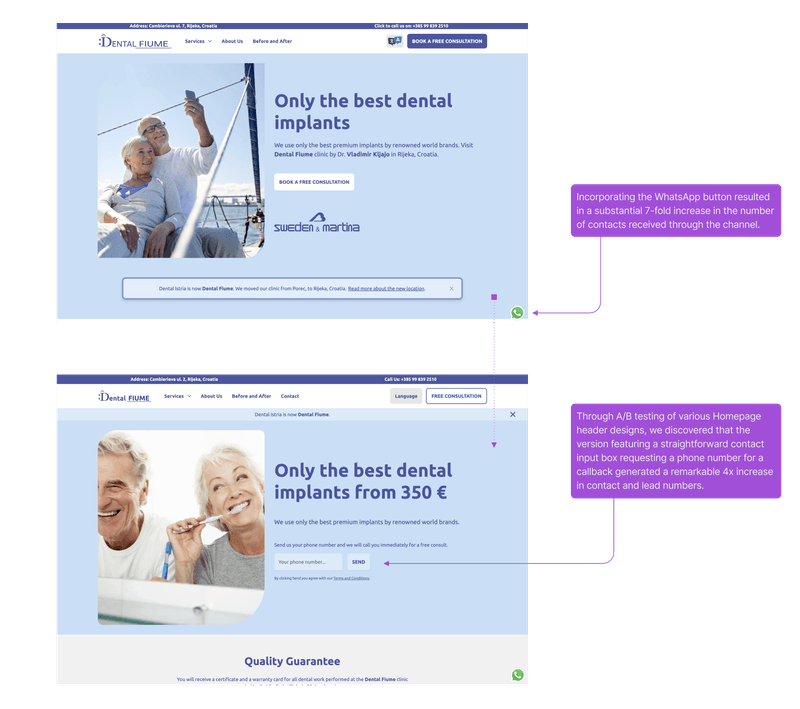 Address: Cambierieva ul. 7, Rijeka, Croatia
Click to call us on: +385 99 839 2510
DENTAL FIUME
Services
About Us
Before and After
BOOK A FREE CONSULTATION
Only the best dental
implants
We use only the best premium implants by renowned world brands. Visit
Dental Fiume clinic by Dr. Vladimir Kljajo in Rijeka, Croatia.
BOOK A FREE CONSULTATION
SWEDEN & MARTINA
Dental Istria is now Dental Fiume. We moved our clinic from Porec, to Rijeka, Croatia. Read more about the new location.
Incorporating the WhatsApp button resulted
in a substantial 7-fold increase in the number
of contacts received through the channel.
Address: Cambierieva ul. 2, Rijeka, Croatia
Call Us: +385 99 839 2510
Dental FIUME
Services
About Us
Before and After
Contact
Language
FREE CONSULTATION
Dental Istria is now Dental Fiume.
Only the best dental
implants from 350 €
We use only the best premium implants by renowned world brands.
Send us your phone number and we will call you immediately for a free consult.
Your phone number...
SEND
By clicking Send you agree with our Terms and Conditions.
Through A/B testing of various Homepage
header designs, we discovered that the
version featuring a straightforward contact
input box requesting a phone number for a
callback generated a remarkable 4x increase
in contact and lead numbers.
Quality Guarantee
You will receive a certificate and a warranty card for all dental work performed at the Dental Fiume clinic